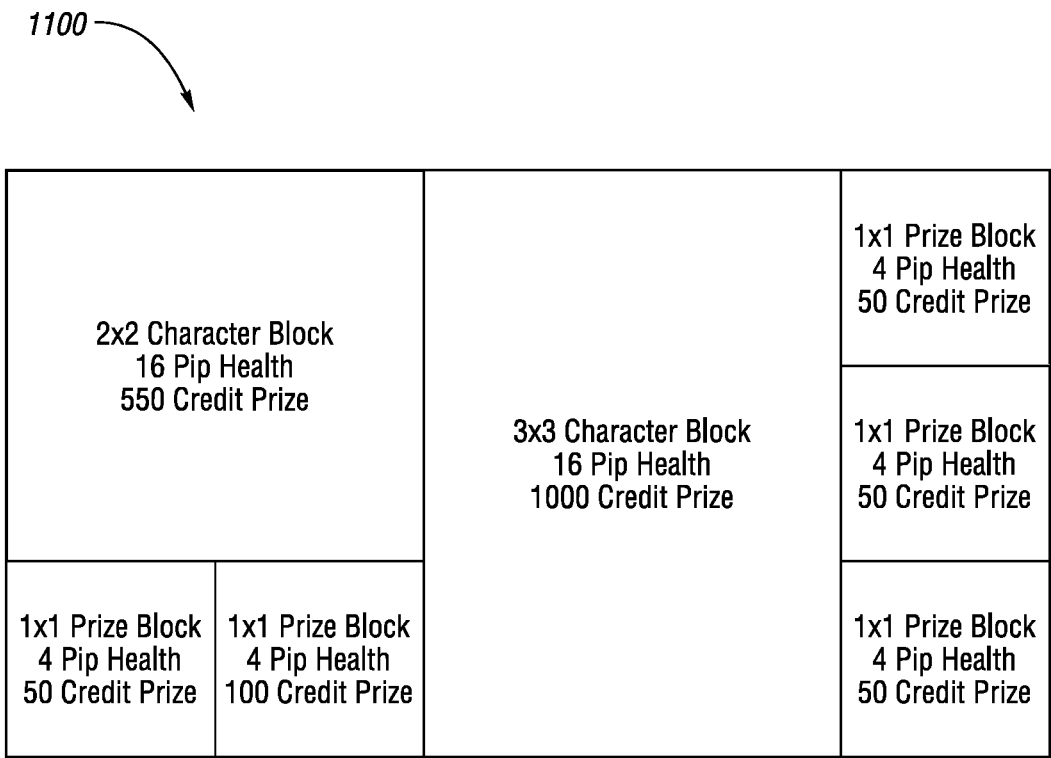 1100
2x2 Character Block
16 Pip Health
550 Credit Prize
1x1 Prize Block
4 Pip Health
50 Credit Prize
1x1 Prize Block
4 Pip Health
100 Credit Prize
3x3 Character Block
16 Pip Health
1000 Credit Prize
1x1 Prize Block
4 Pip Health
50 Credit Prize
1x1 Prize Block
4 Pip Health
50 Credit Prize
1x1 Prize Block
4 Pip Health
50 Credit Prize